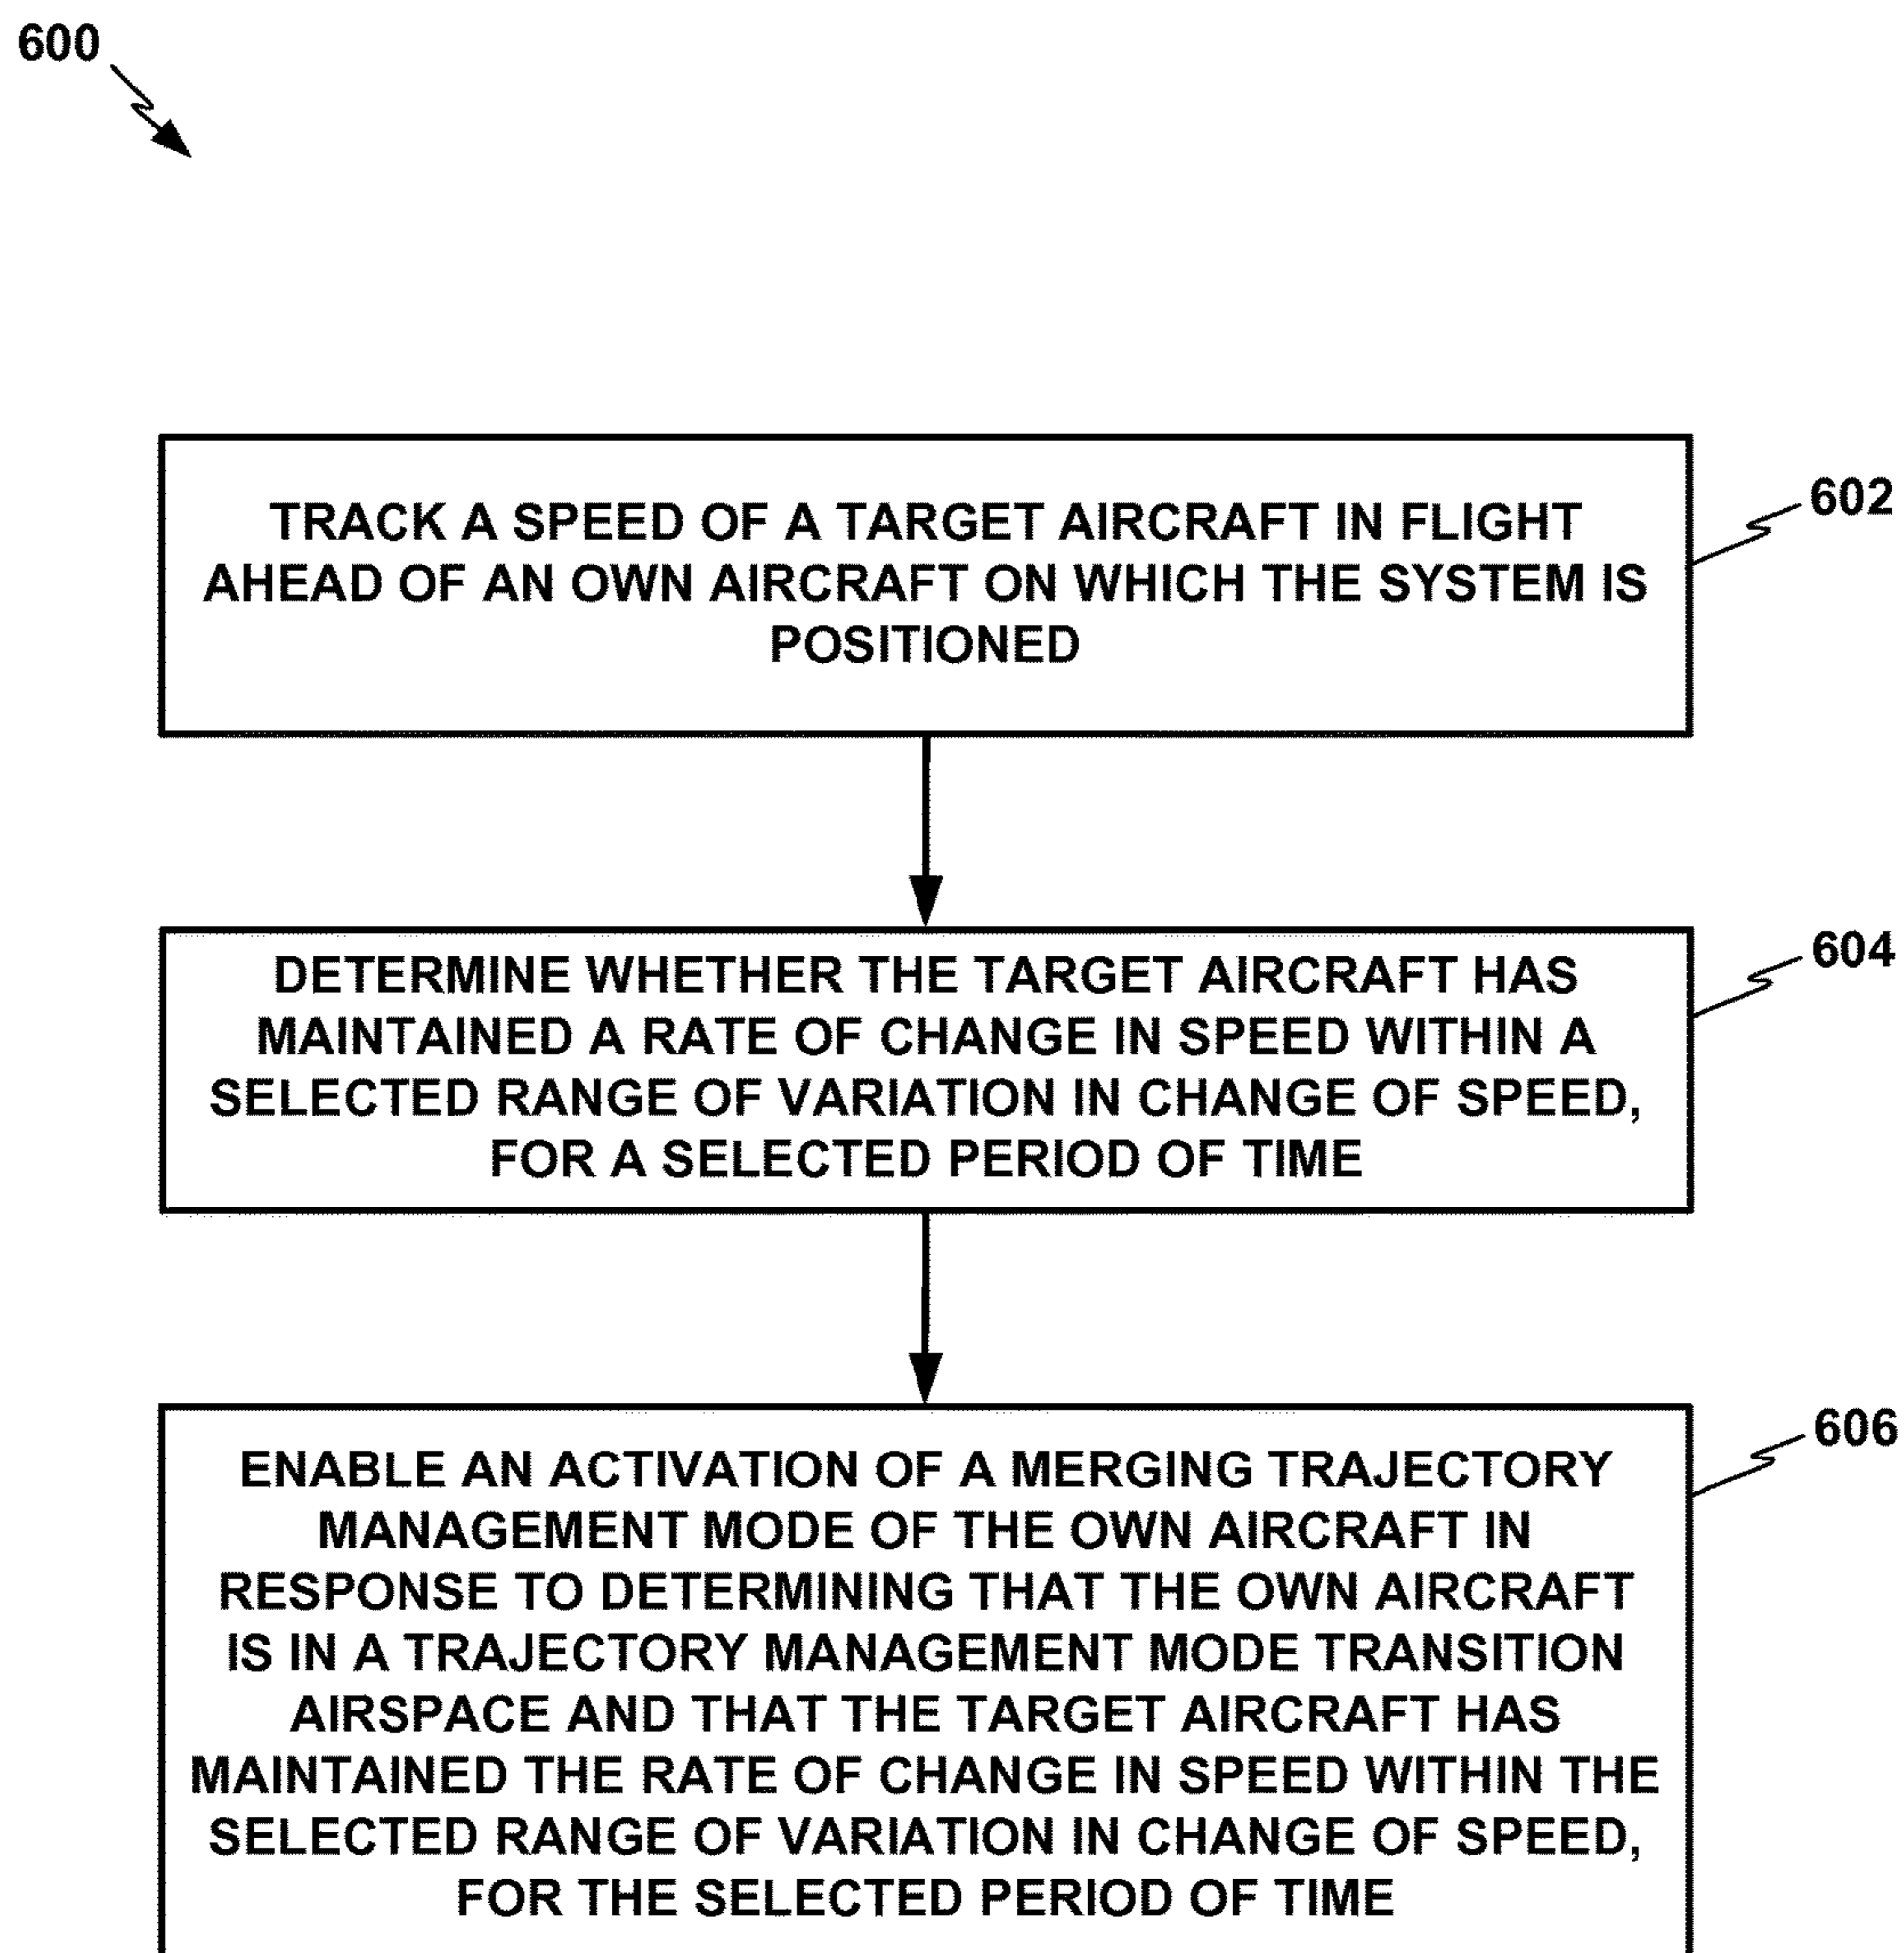 600
TRACK A SPEED OF A TARGET AIRCRAFT IN FLIGHT
AHEAD OF AN OWN AIRCRAFT ON WHICH THE SYSTEM IS
POSITIONED
602
DETERMINE WHETHER THE TARGET AIRCRAFT HAS
MAINTAINED A RATE OF CHANGE IN SPEED WITHIN A
SELECTED RANGE OF VARIATION IN CHANGE OF SPEED,
FOR A SELECTED PERIOD OF TIME
604
ENABLE AN ACTIVATION OF A MERGING TRAJECTORY
MANAGEMENT MODE OF THE OWN AIRCRAFT IN
RESPONSE TO DETERMINING THAT THE OWN AIRCRAFT
IS IN A TRAJECTORY MANAGEMENT MODE TRANSITION
AIRSPACE AND THAT THE TARGET AIRCRAFT HAS
MAINTAINED THE RATE OF CHANGE IN SPEED WITHIN THE
SELECTED RANGE OF VARIATION IN CHANGE OF SPEED,
FOR THE SELECTED PERIOD OF TIME
606